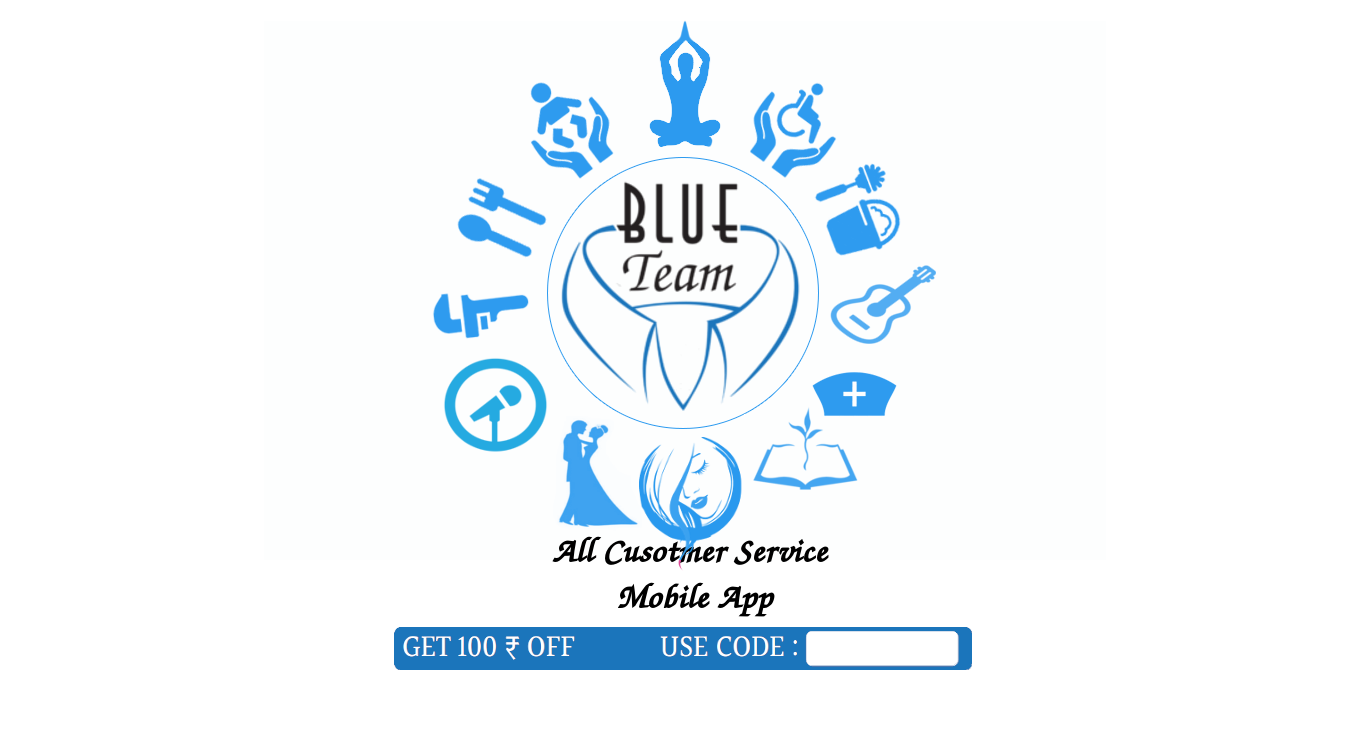 BLUE
Team
All Cusotmer Service
Mobile App
GET 100 ₹ OFF USE CODE :